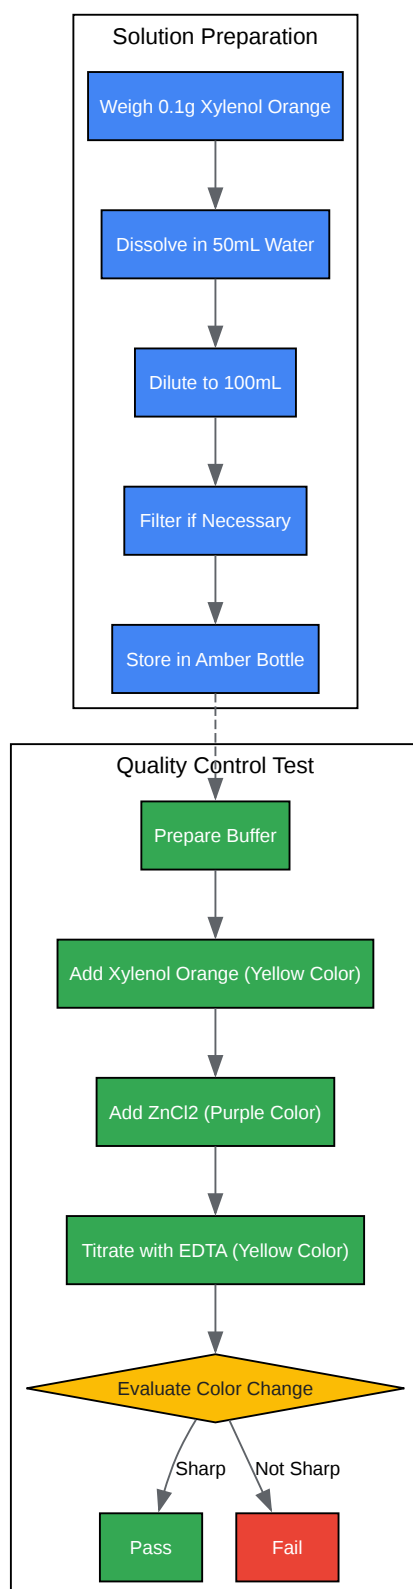 Solution Preparation
Weigh 0.1g Xylenol Orange
Dissolve in 50mL Water
Dilute to 100mL
Filter if Necessary
Store in Amber Bottle
Quality Control Test
Prepare Buffer
Add Xylenol Orange (Yellow Color)
Add ZnCl2 (Purple Color)
Titrate with EDTA (Yellow Color)
Evaluate Color Change
Sharp
Not Sharp
Pass
Fail